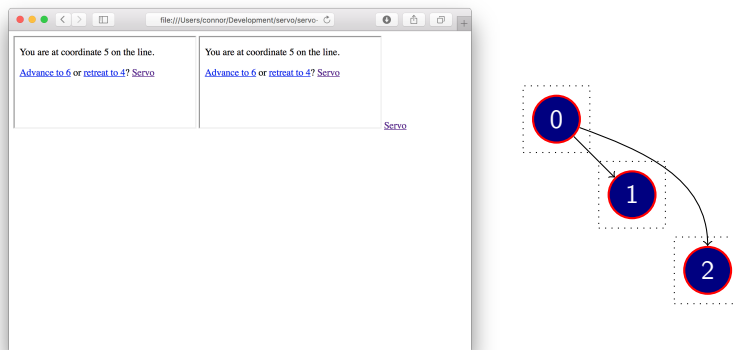 file:///Users/connor/Development/servo/servo-
You are at coordinate 5 on the line.
Advance to 6 or retreat to 4? Servo
You are at coordinate 5 on the line.
Advance to 6 or retreat to 4? Servo
Servo
0
1
2